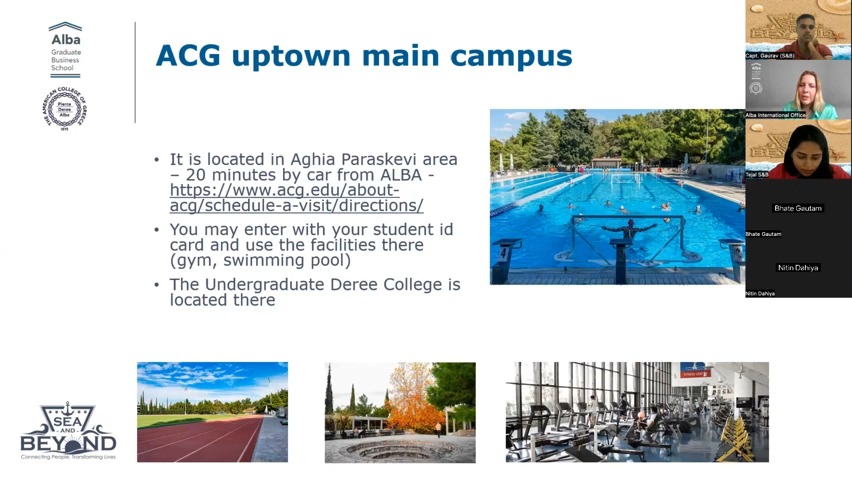 Alba
Graduate
Business
School
THE AMERICAN COLLEGE OF GREECE
Pierce
Deree
Alba
1875
ACG uptown main campus
• It is located in Aghia Paraskevi area
– 20 minutes by car from ALBA -
https://www.acg.edu/about-
acg/schedule-a-visit/directions/
• You may enter with your student id
card and use the facilities there
(gym, swimming pool)
• The Undergraduate Deree College is
located there
4
SEA
AND
BEYOND
Connecting People, Transforming Lives
Capt. Gaurav (S&B)
Alba
Alba International Office
Tejal S&B
Bhate Gautam
Bhate Gautam
Nitin Dahiya
Nitin Dahiya